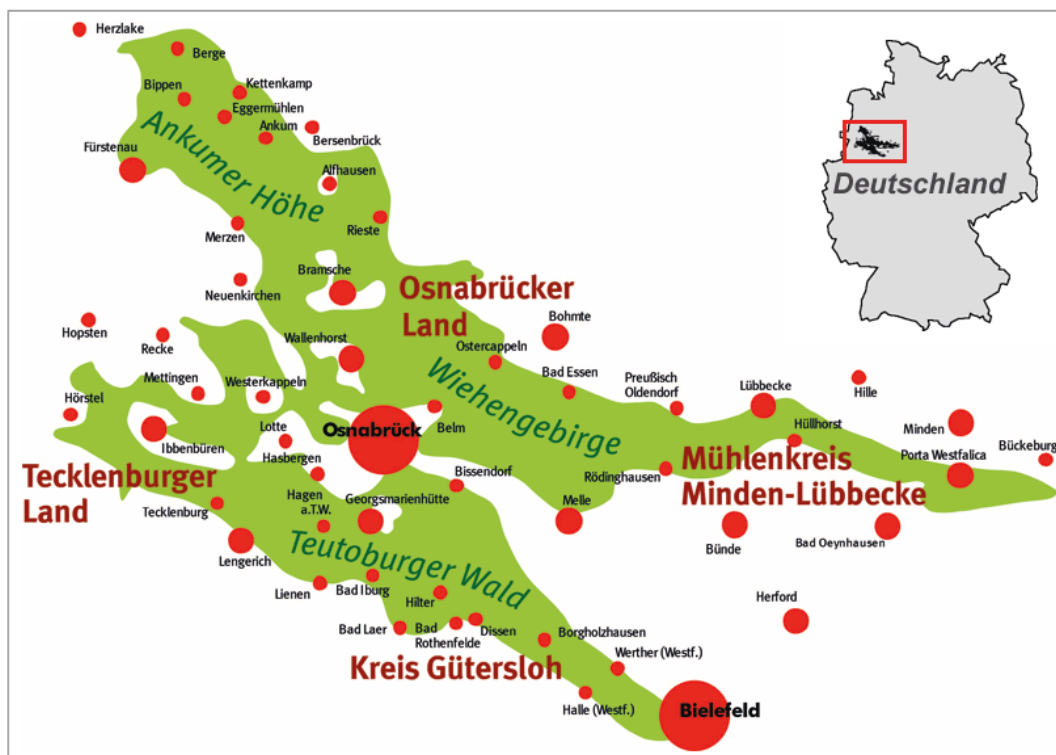 Herzlake
Berge
Bippen
Kettenkamp
Eggermühlen
Ankum
Bersenbrück
Fürstenau
Alfhausen
Ankumer Höhe
Merzen
Rieste
Deutschland
Bramsche
Neuenkirchen
Osnabrücker
Land
Bohmte
Hopsten
Recke
Wallenhorst
Ostercappeln
Bad Essen
Preußisch
Oldendorf
Lübbecke
Hille
Mettingen
Westerkappeln
Hörstel
Wiehengebirge
Ibbenbüren
Lotte
Osnabrück
Belm
Hüllhorst
Minden
Bückeburg
Hasbergen
Bissendorf
Rödinghausen
Mühlenkreis
Minden-Lübbecke
Porta Westfalica
Tecklenburger
Land
Tecklenburg
Hagen
a.T.W.
Georgsmarienhütte
Melle
Bünde
Bad Oeynhausen
Lengerich
Teutoburger Wald
Lienen
Bad Iburg
Hilter
Herford
Bad Laer
Bad
Rothenfelde
Dissen
Borgholzhausen
Kreis Gütersloh
Werther (Westf.)
Halle (Westf.)
Bielefeld